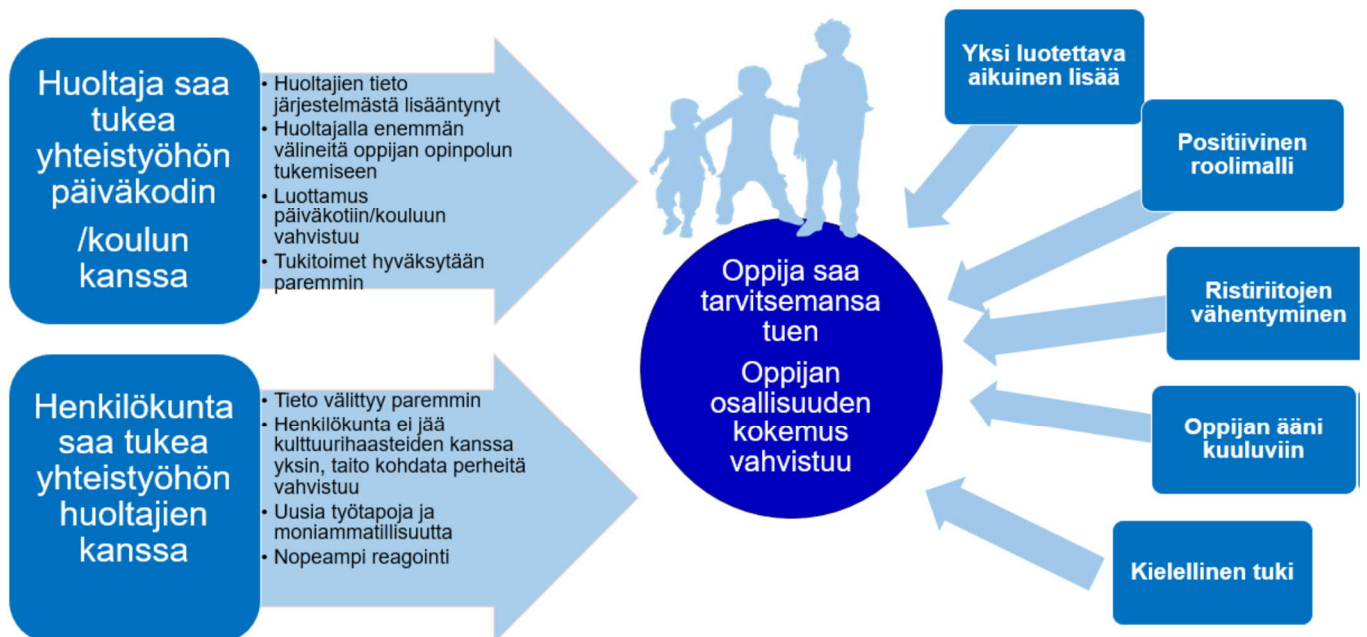 Huoltaja saa
tukea
yhteistyöhön
päiväkodin
/koulun
kanssa
• Huoltajien tieto
järjestelmästä lisääntynyt
• Huoltajalla enemmän
välineitä oppijan opinpolun
tukemiseen
• Luottamus
päiväkotiin/kouluun
vahvistuu
• Tukitoimet hyväksytään
paremmin
Henkilökunta
saa tukea
yhteistyöhön
huoltajien
kanssa
• Tieto välittyy paremmin
• Henkilökunta ei jää
kulttuurihaasteiden kanssa
yksin, taito kohdata perheitä
vahvistuu
• Uusia työtapoja ja
moniammatillisuutta
• Nopeampi reagointi
Oppija saa
tarvitsemansa
tuen
Oppijan
osallisuuden
kokemus
vahvistuu
Yksi luotettava
aikuinen lisää
Positiivinen
roolimalli
Ristiriitojen
vähentyminen
Oppijan ääni
kuuluviin
Kielellinen tuki